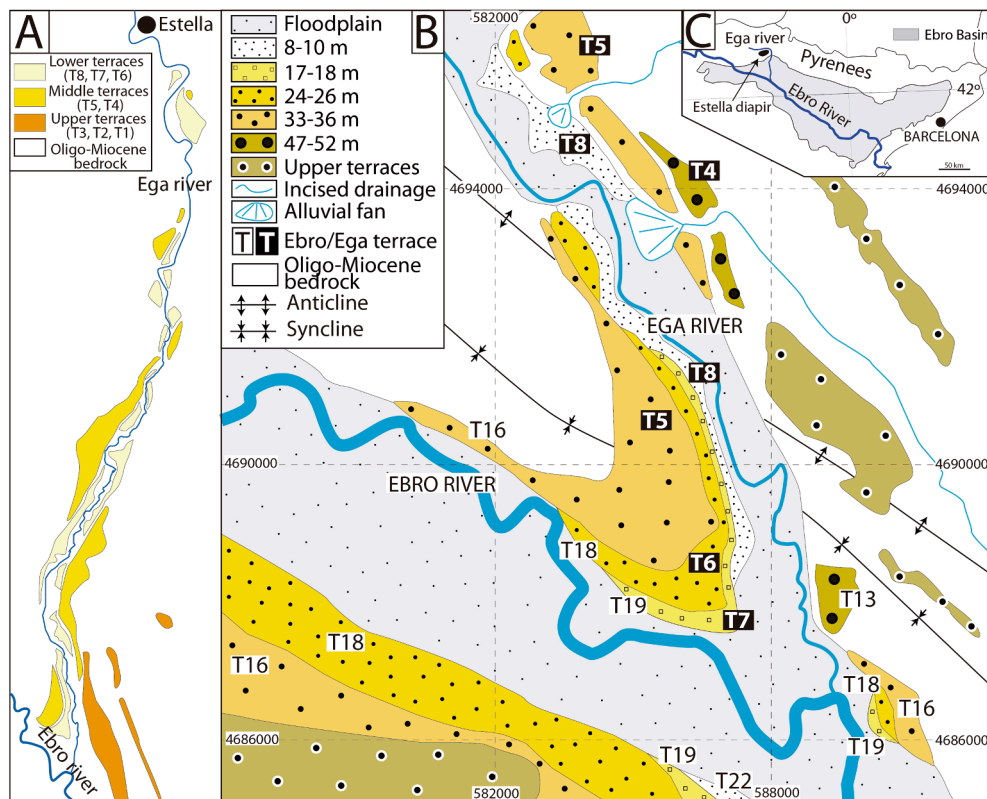 A
Estella
Lower terraces
(T8, T7, T6)
Middle terraces
(T5, T4)
Upper terraces
(T3, T2, T1)
Oligo-Miocene
bedrock
Ega river
Ebro river
B
Floodplain
8-10 m
17-18 m
24-26 m
33-36 m
47-52 m
Upper terraces
Incised drainage
Alluvial fan
T T Ebro/Ega terrace
Oligo-Miocene
bedrock
Anticline
Syncline
582000
T5
T8
T4
4694000
4694000
EGA RIVER
T8
T5
T16
4690000
4690000
EBRO RIVER
T18
T6
T19
T7
T13
T18
T16
T18
T16
T19
4686000
4686000
T19
T22
582000
588000
C
0°
Ebro Basin
Ega river
Pyrenees
42°
Estella diapir
Ebro River
BARCELONA
50 km